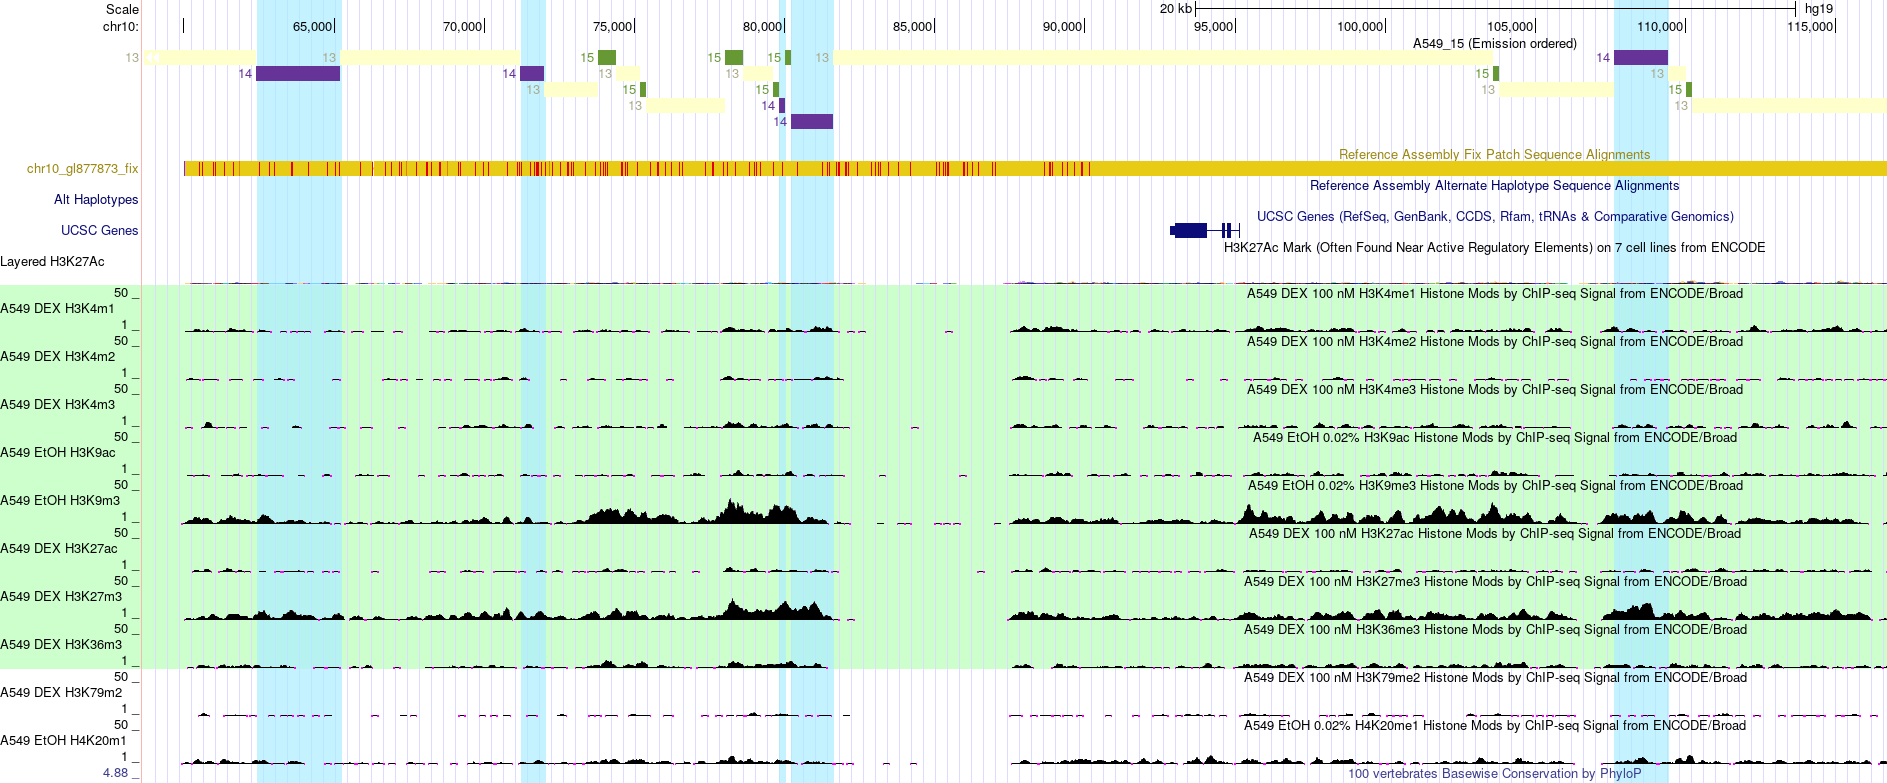 Scale 20 kb hg19
chr10: 65,000 70,000 75,000 80,000 85,000 90,000 95,000 100,000 105,000 110,000 115,000
A549_15 (Emission ordered)
13 13 15 15 15 13 14
14 14 13 13 15 13
13 15 15 13 15
13 14 13
14
Reference Assembly Fix Patch Sequence Alignments
chr10_gl877873_fix
Reference Assembly Alternate Haplotype Sequence Alignments
Alt Haplotypes
UCSC Genes (RefSeq, GenBank, CCDS, Rfam, tRNAs & Comparative Genomics)
UCSC Genes
H3K27Ac Mark (Often Found Near Active Regulatory Elements) on 7 cell lines from ENCODE
Layered H3K27Ac
50 _
A549 DEX 100 nM H3K4me1 Histone Mods by ChIP-seq Signal from ENCODE/Broad
A549 DEX H3K4m1
1 _
50 _
A549 DEX 100 nM H3K4me2 Histone Mods by ChIP-seq Signal from ENCODE/Broad
A549 DEX H3K4m2
1 _
50 _
A549 DEX 100 nM H3K4me3 Histone Mods by ChIP-seq Signal from ENCODE/Broad
A549 DEX H3K4m3
1 _
50 _
A549 EtOH 0.02% H3K9ac Histone Mods by ChIP-seq Signal from ENCODE/Broad
A549 EtOH H3K9ac
1 _
50 _
A549 EtOH 0.02% H3K9me3 Histone Mods by ChIP-seq Signal from ENCODE/Broad
A549 EtOH H3K9m3
1 _
50 _
A549 DEX 100 nM H3K27ac Histone Mods by ChIP-seq Signal from ENCODE/Broad
A549 DEX H3K27ac
1 _
50 _
A549 DEX 100 nM H3K27me3 Histone Mods by ChIP-seq Signal from ENCODE/Broad
A549 DEX H3K27m3
1 _
50 _
A549 DEX 100 nM H3K36me3 Histone Mods by ChIP-seq Signal from ENCODE/Broad
A549 DEX H3K36m3
1 _
50 _
A549 DEX 100 nM H3K79me2 Histone Mods by ChIP-seq Signal from ENCODE/Broad
A549 DEX H3K79m2
1 _
50 _
A549 EtOH 0.02% H4K20me1 Histone Mods by ChIP-seq Signal from ENCODE/Broad
A549 EtOH H4K20m1
1 _
4.88 _
100 vertebrates Basewise Conservation by PhyloP